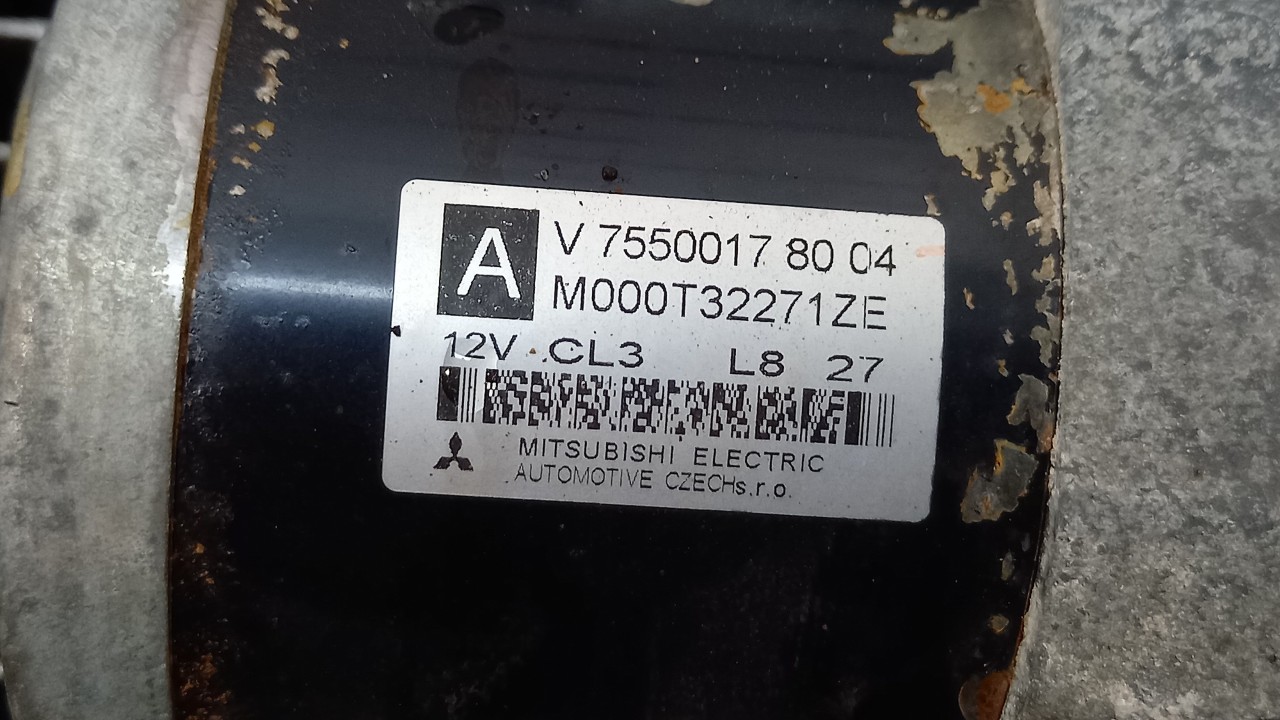 A
V 7550017 80 04
M000T32271ZE
12V CL3 L8 27
MITSUBISHI ELECTRIC
AUTOMOTIVE CZECHs.r.o.